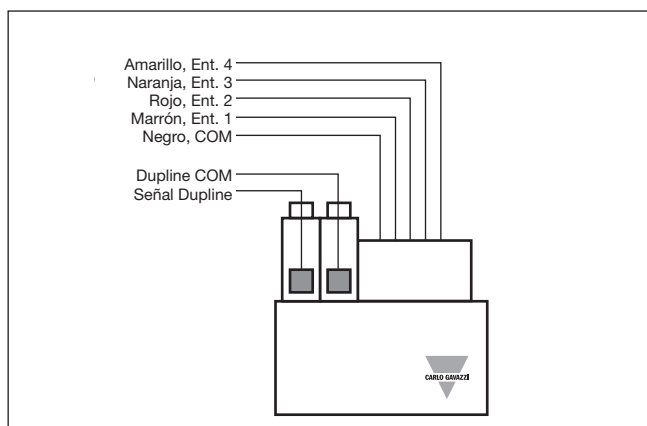 Amarillo, Ent. 4
Naranja, Ent. 3
Rojo, Ent. 2
Marrón, Ent. 1
Negro, COM
Dupline COM
Señal Dupline
CARLO GAVAZZI